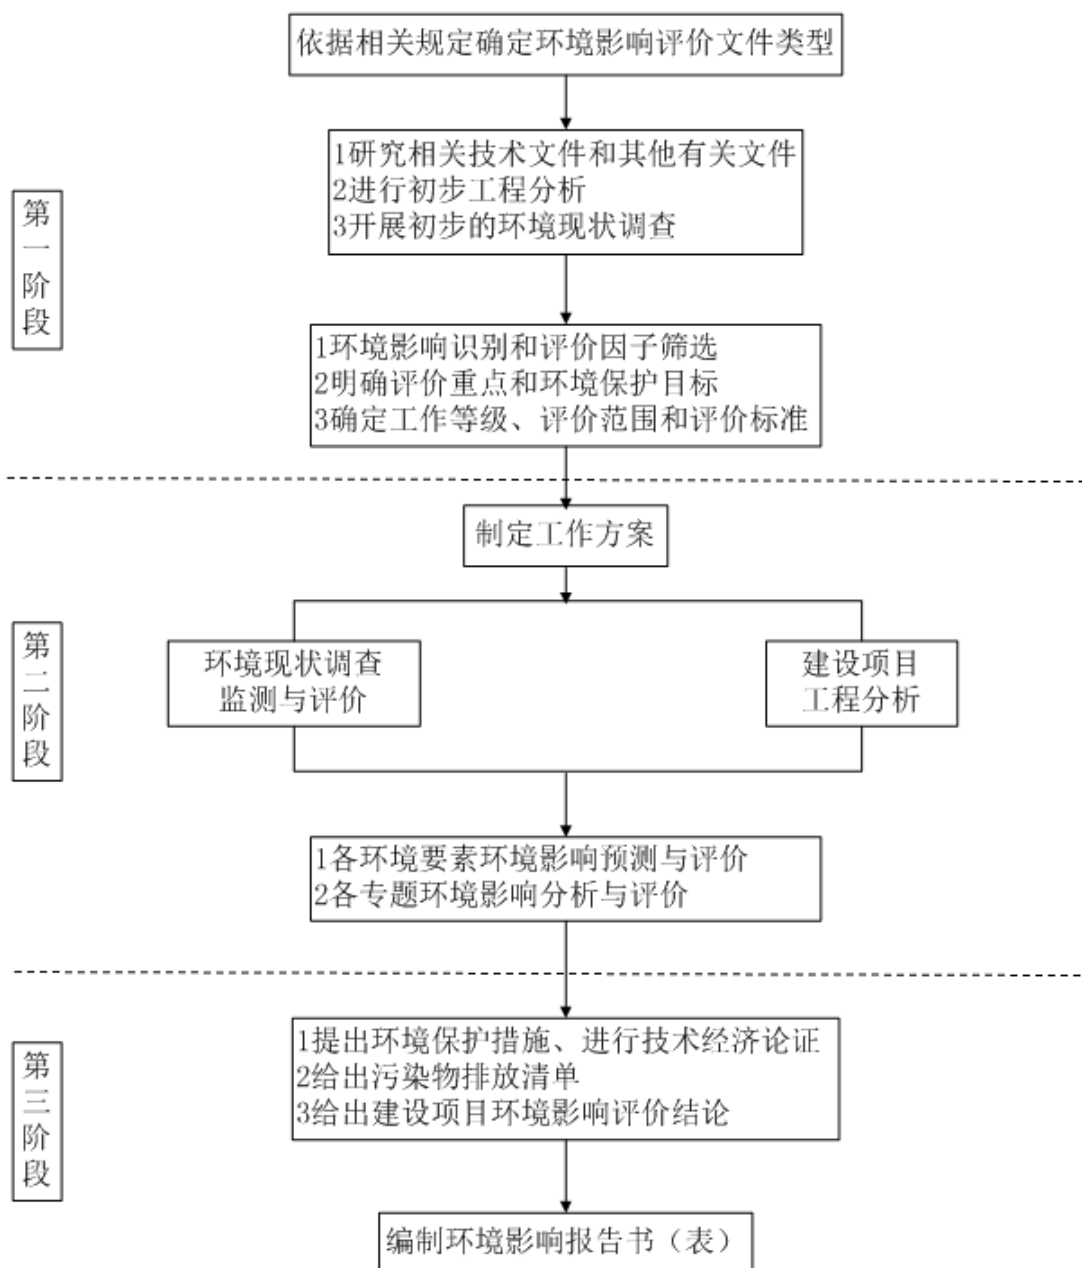 依据相关规定确定环境影响评价文件类型
1研究相关技术文件和其他有关文件
2进行初步工程分析
3开展初步的环境现状调查
第一阶段
1环境影响识别和评价因子筛选
2明确评价重点和环境保护目标
3确定工作等级、评价范围和评价标准
制定工作方案
第二阶段
环境现状调查
监测与评价
建设项目
工程分析
1各环境要素环境影响预测与评价
2各专题环境影响分析与评价
第三阶段
1提出环境保护措施、进行技术经济论证
2给出污染物排放清单
3给出建设项目环境影响评价结论
编制环境影响报告书（表）